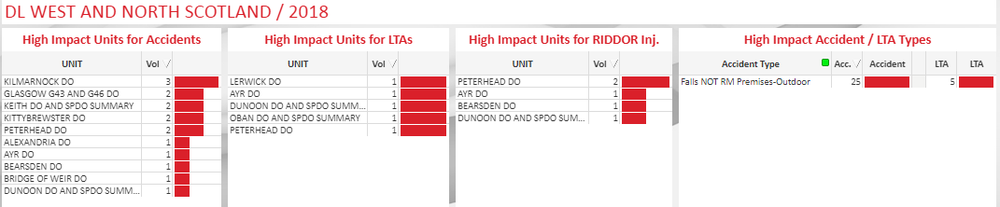 DL WEST AND NORTH SCOTLAND / 2018
High Impact Units for Accidents
UNIT Vol /
KILMARNOCK DO 3
GLASGOW G43 AND G46 DO 2
KEITH DO AND SPDO SUMMARY 2
KITTYBREWSTER DO 2
PETERHEAD DO 2
ALEXANDRIA DO 1
AYR DO 1
BEARSDEN DO 1
BRIDGE OF WEIR DO 1
DUNOON DO AND SPDO SUMM... 1
High Impact Units for LTAs
UNIT Vol /
LERWICK DO 1
AYR DO 1
DUNOON DO AND SPDO SUMM... 1
OBAN DO AND SPDO SUMMARY 1
PETERHEAD DO 1
High Impact Units for RIDDOR Inj.
UNIT Vol /
PETERHEAD DO 2
AYR DO 1
BEARSDEN DO 1
DUNOON DO AND SPDO SUM... 1
High Impact Accident / LTA Types
Accident Type Acc. / Accident LTA LTA
Falls NOT RM Premises-Outdoor 25 5